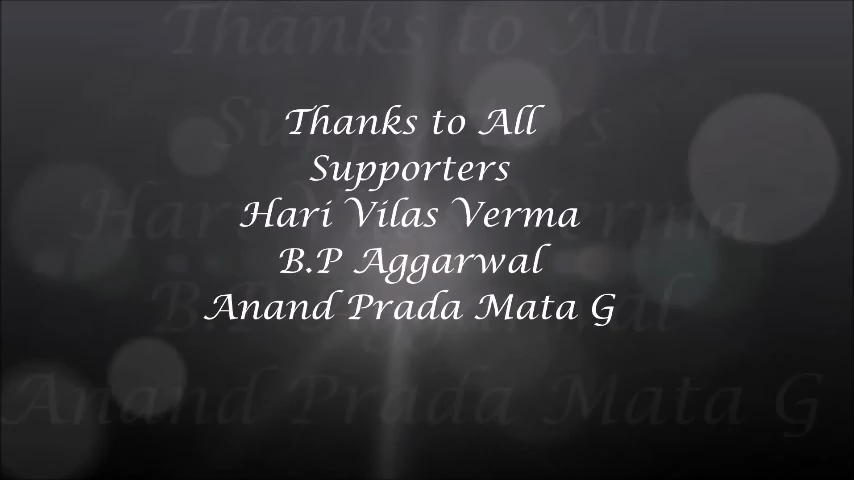 Thanks to All
Supporters
Hari Vilas Verma
B.P Aggarwal
Anand Prada Mata G